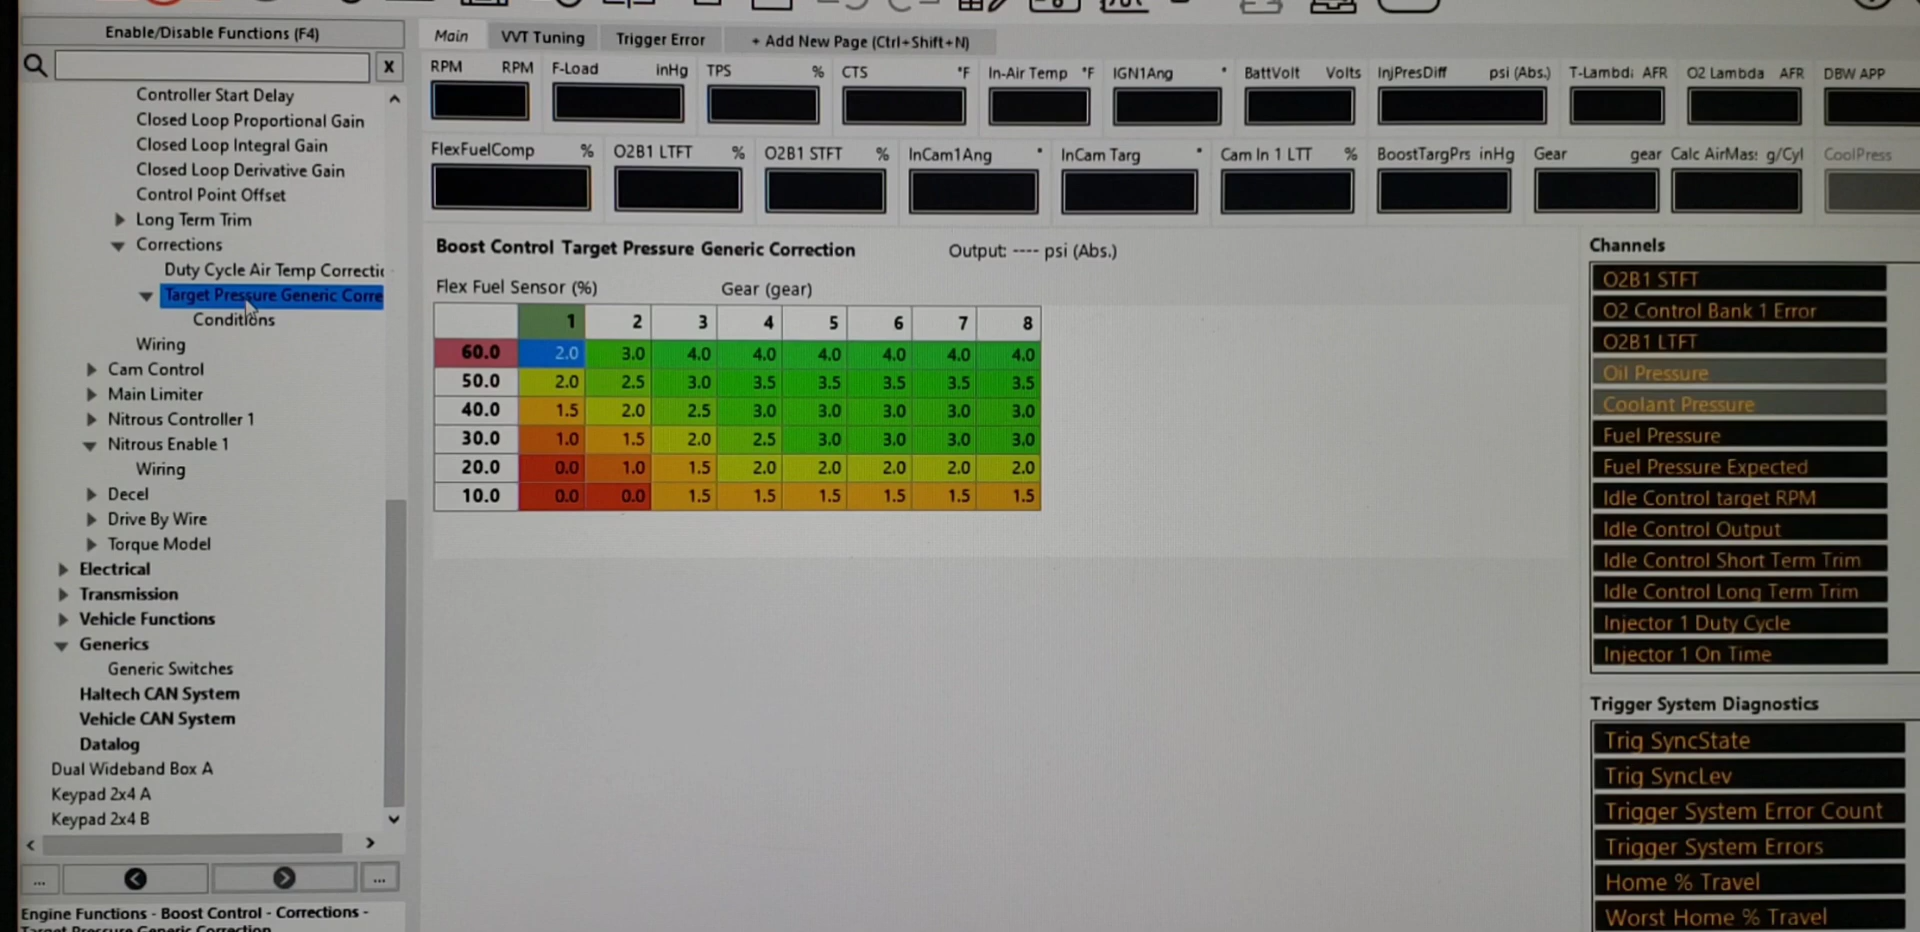 Enable/Disable Functions (F4)
X
Controller Start Delay
Closed Loop Proportional Gain
Closed Loop Integral Gain
Closed Loop Derivative Gain
Control Point Offset
Long Term Trim
Corrections
Duty Cycle Air Temp Correctic
Target Pressure Generic Corre
Conditions
Wiring
Cam Control
Main Limiter
Nitrous Controller 1
Nitrous Enable 1
Wiring
Decel
Drive By Wire
Torque Model
Electrical
Transmission
Vehicle Functions
Generics
Generic Switches
Haltech CAN System
Vehicle CAN System
Datalog
Dual Wideband Box A
Keypad 2x4 A
Keypad 2x4 B
... ...
Engine Functions - Boost Control - Corrections -
Target Pressure Generic Correction
Main VVT Tuning Trigger Error + Add New Page (Ctrl+Shift+N)
RPM RPM F-Load inHg TPS % CTS °F In-Air Temp °F IGN1Ang ° BattVolt Volts InjPresDiff psi (Abs.) T-Lambd: AFR O2 Lambda AFR DBW APP
FlexFuelComp % O2B1 LTFT % O2B1 STFT % InCam1Ang ° InCam Targ ° Cam In 1 LTT % BoostTargPrs inHg Gear gear Calc AirMas: g/Cyl CoolPress
Boost Control Target Pressure Generic Correction Output: ---- psi (Abs.)
Flex Fuel Sensor (%) Gear (gear)
1 2 3 4 5 6 7 8
60.0 2.0 3.0 4.0 4.0 4.0 4.0 4.0 4.0
50.0 2.0 2.5 3.0 3.5 3.5 3.5 3.5 3.5
40.0 1.5 2.0 2.5 3.0 3.0 3.0 3.0 3.0
30.0 1.0 1.5 2.0 2.5 3.0 3.0 3.0 3.0
20.0 0.0 1.0 1.5 2.0 2.0 2.0 2.0 2.0
10.0 0.0 0.0 1.5 1.5 1.5 1.5 1.5 1.5
Channels
O2B1 STFT
O2 Control Bank 1 Error
O2B1 LTFT
Oil Pressure
Coolant Pressure
Fuel Pressure
Fuel Pressure Expected
Idle Control target RPM
Idle Control Output
Idle Control Short Term Trim
Idle Control Long Term Trim
Injector 1 Duty Cycle
Injector 1 On Time
Trigger System Diagnostics
Trig SyncState
Trig SyncLev
Trigger System Error Count
Trigger System Errors
Home % Travel
Worst Home % Travel